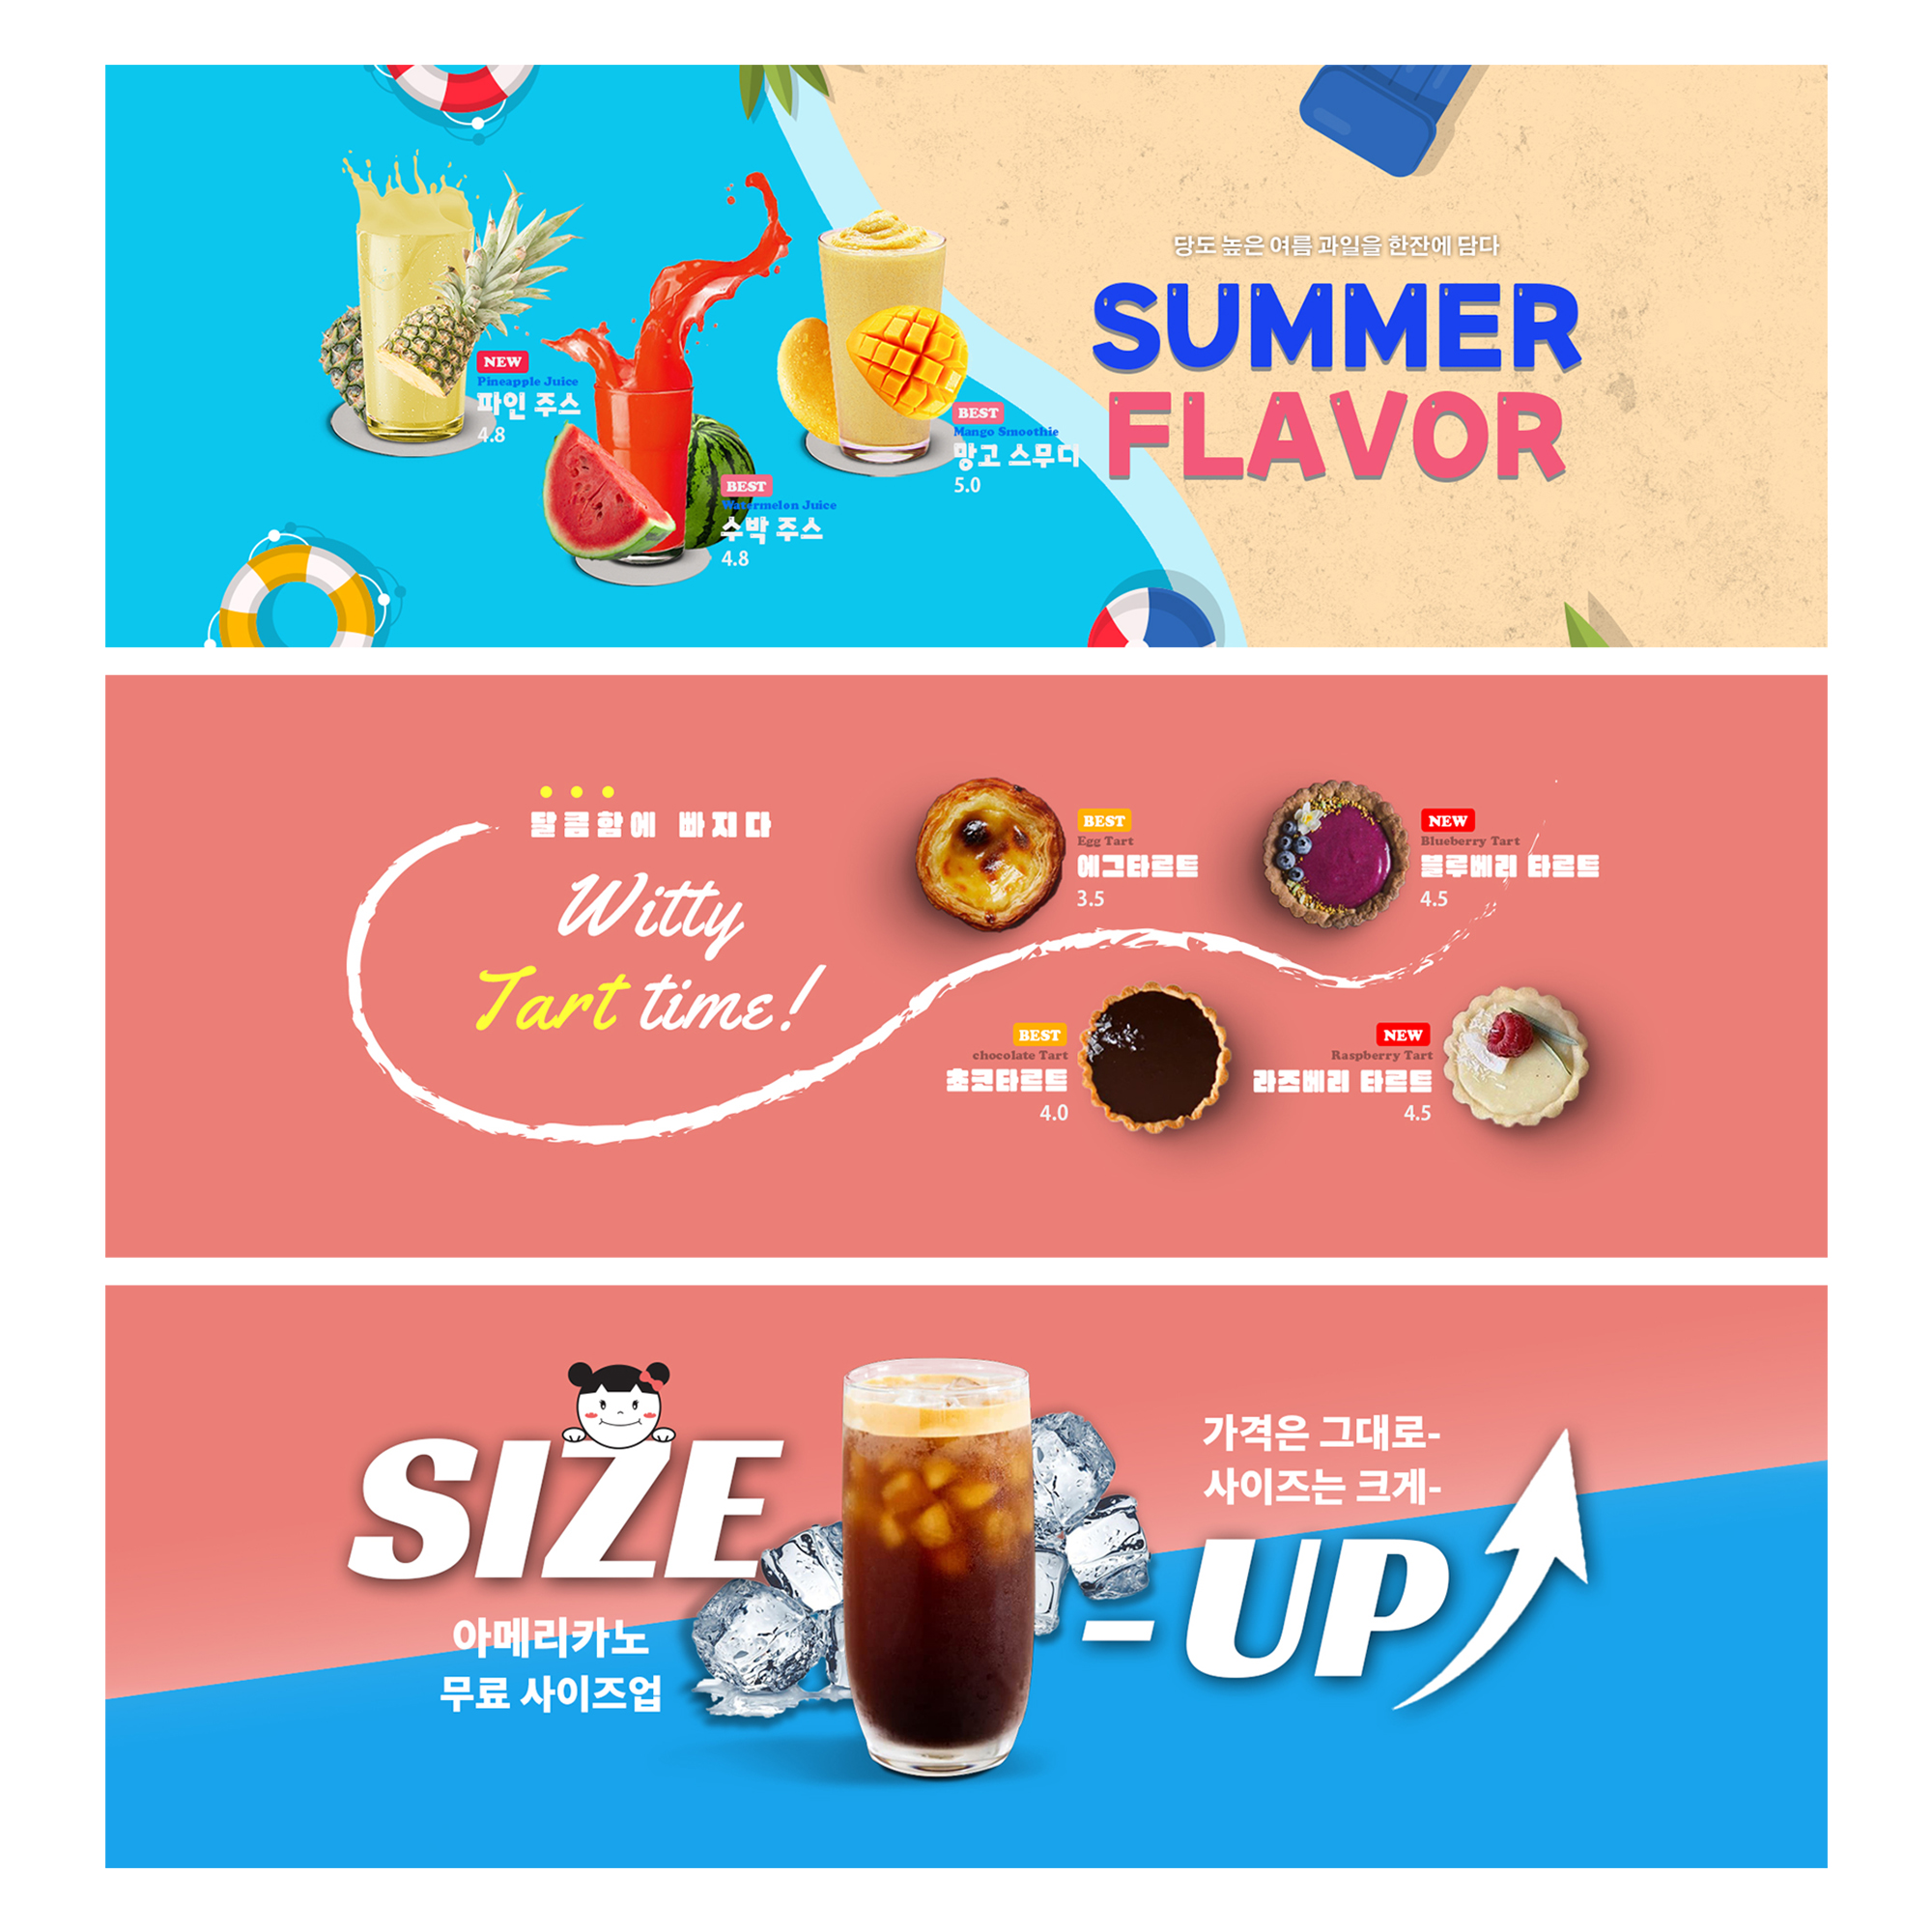 당도 높은 여름 과일을 한잔에 담다
SUMMER
FLAVOR
NEW
Pineapple Juice
파인 주스
4.8
BEST
Watermelon Juice
수박 주스
4.8
BEST
Mango Smoothie
망고 스무디
5.0
달콤함에 빠지다
Witty
Tart time!
BEST
Egg Tart
에그타르트
3.5
NEW
Blueberry Tart
블루베리 타르트
4.5
BEST
chocolate Tart
초코타르트
4.0
NEW
Raspberry Tart
라즈베리 타르트
4.5
SIZE
아메리카노
무료 사이즈업
가격은 그대로-
사이즈는 크게-
-UP